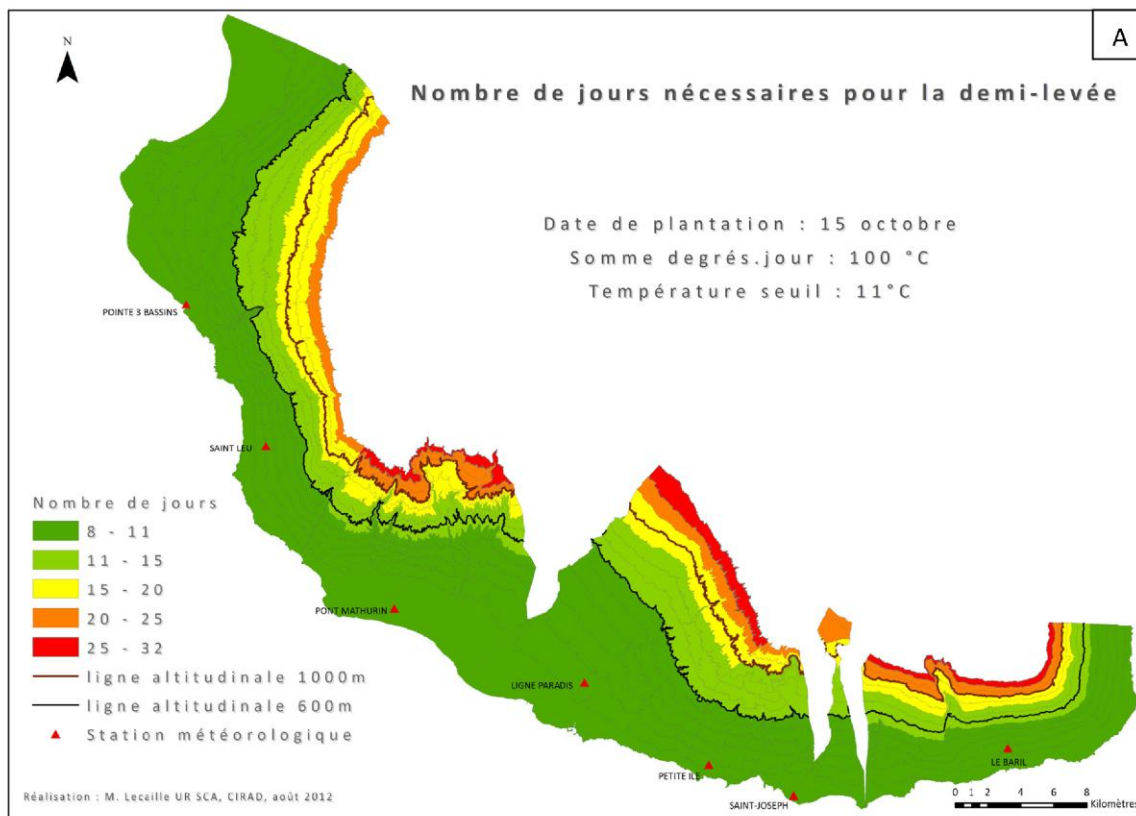 A
N
Nombre de jours nécessaires pour la demi-levée
Date de plantation : 15 octobre
Somme degrés.jour : 100 °C
Température seuil : 11°C
POINTE 3 BASSINS
SAINT LEU
Nombre de jours
8 - 11
11 - 15
15 - 20
20 - 25
25 - 32
ligne altitudinale 1000m
ligne altitudinale 600m
Station météorologique
PONT MATHURIN
LIGNE PARADIS
PETITE ILE
SAINT-JOSEPH
LE BARIL
Réalisation : M. Lecaille UR SCA, CIRAD, août 2012
0 1 2 4 6 8
Kilomètres